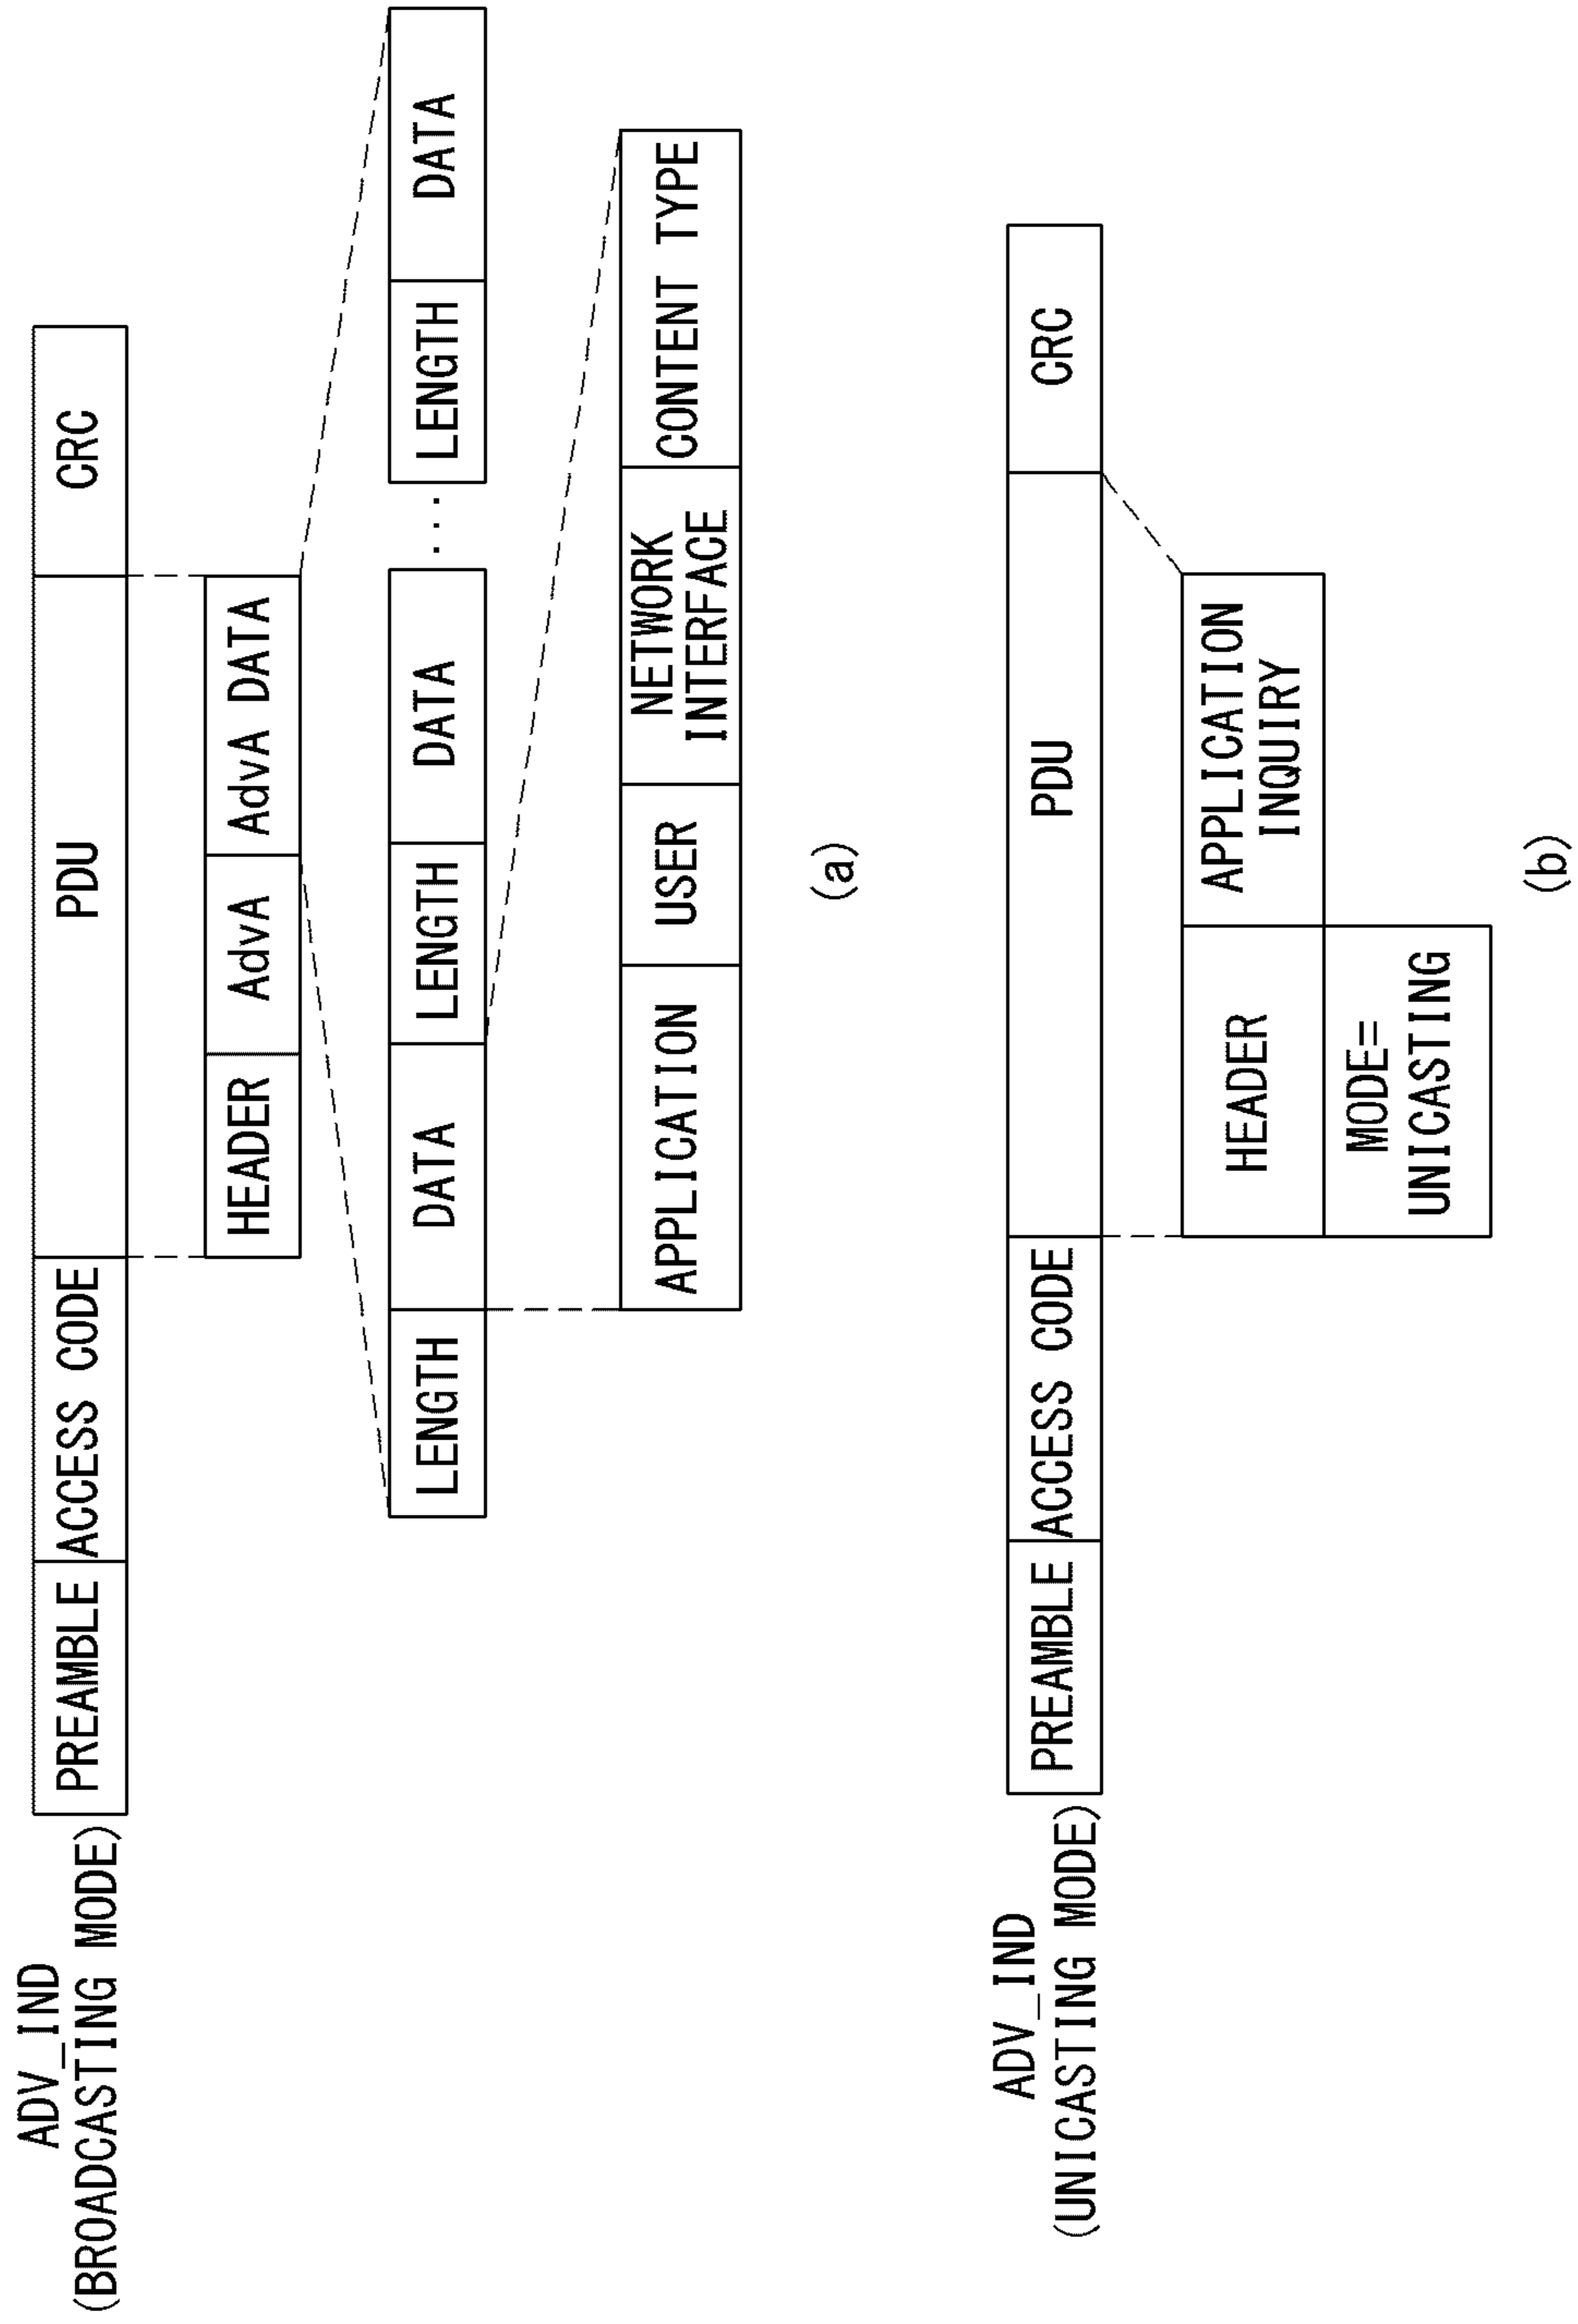 ADV_IND
(BROADCASTING MODE)
PREAMBLE ACCESS CODE PDU CRC
HEADER AdvA AdvA DATA
LENGTH DATA LENGTH DATA ... LENGTH DATA
APPLICATION USER NETWORK INTERFACE CONTENT TYPE
(a)
ADV_IND
(UNICASTING MODE)
PREAMBLE ACCESS CODE PDU CRC
HEADER APPLICATION INQUIRY
MODE=
UNICASTING
(b)